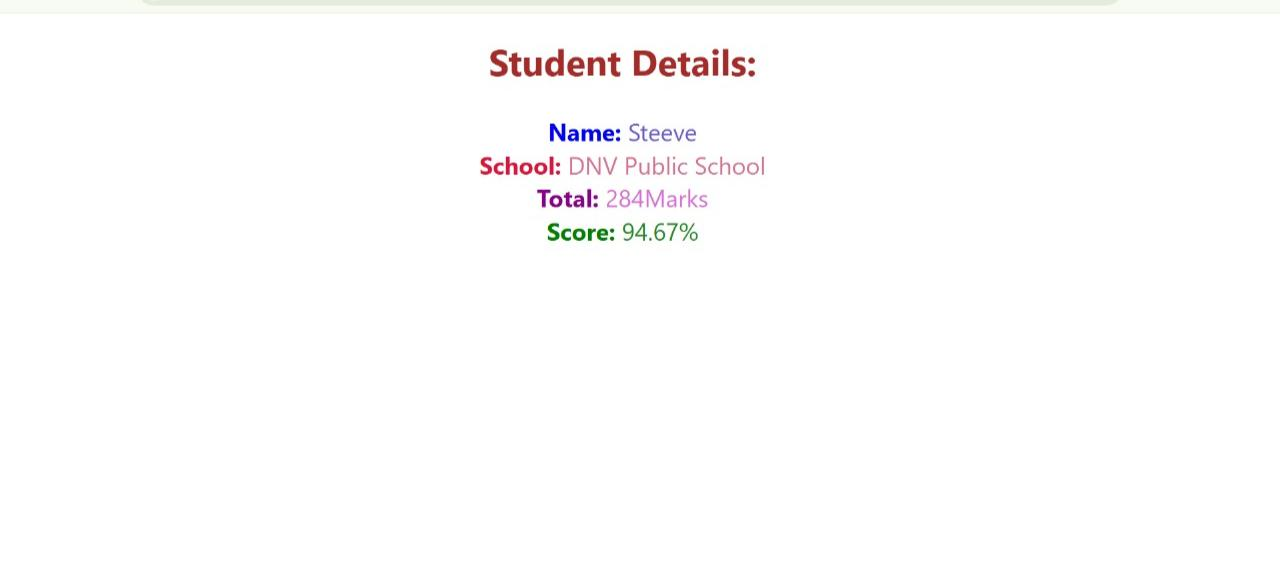 Student Details:
Name: Steeve
School: DNV Public School
Total: 284Marks
Score: 94.67%